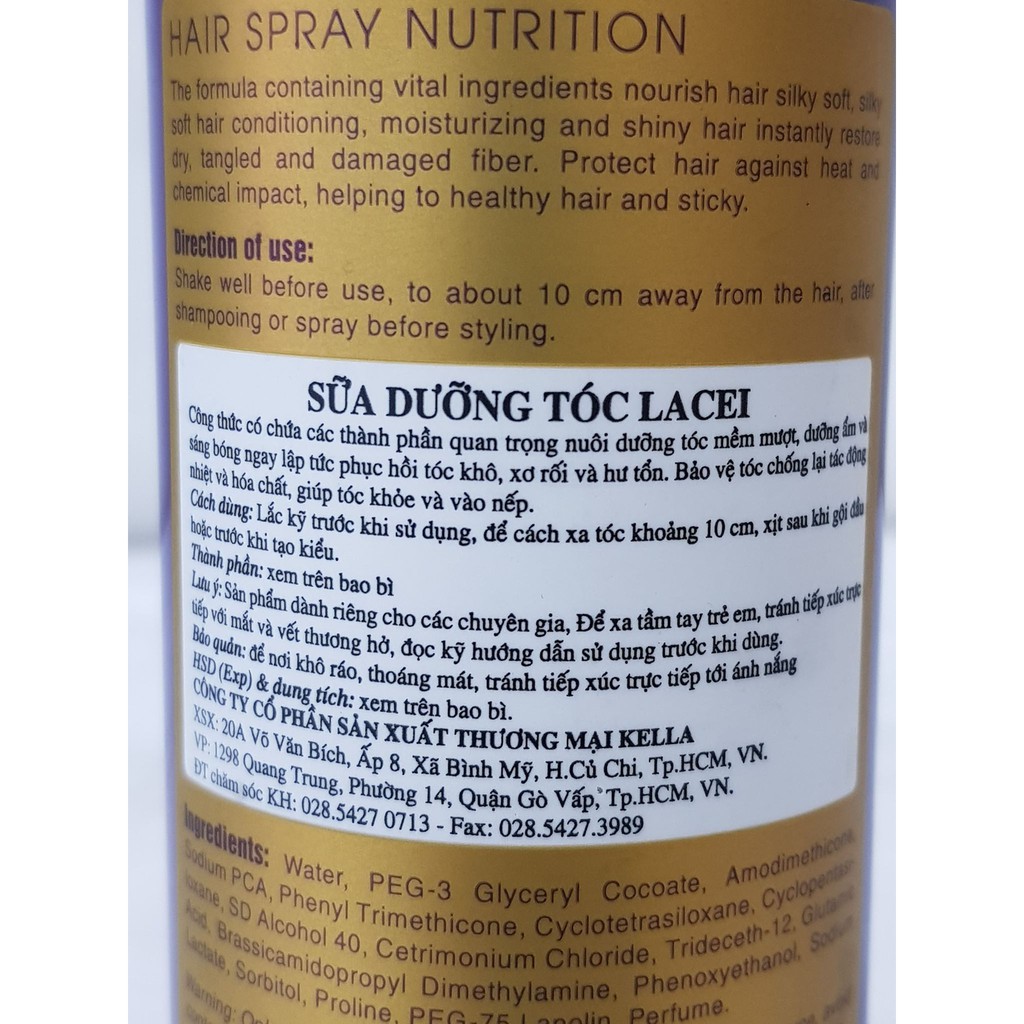 HAIR SPRAY NUTRITION
The formula containing vital ingredients nourish hair silky soft, silky
soft hair conditioning, moisturizing and shiny hair instantly restore
dry, tangled and damaged fiber. Protect hair against heat and
chemical impact, helping to healthy hair and sticky.
Direction of use:
Shake well before use, to about 10 cm away from the hair, after
shampooing or spray before styling.
SỮA DƯỠNG TÓC LACEI
Công thức có chứa các thành phần quan trọng nuôi dưỡng tóc mềm mượt, dưỡng ẩm và
sáng bóng ngay lập tức phục hồi tóc khô, xơ rối và hư tổn. Bảo vệ tóc chống lại tác động
nhiệt và hóa chất, giúp tóc khỏe và vào nếp.
Cách dùng: Lắc kỹ trước khi sử dụng, để cách xa tóc khoảng 10 cm, xịt sau khi gội đầu
hoặc trước khi tạo kiểu.
Thành phần: xem trên bao bì
Lưu ý: Sản phẩm dành riêng cho các chuyên gia, Để xa tầm tay trẻ em, tránh tiếp xúc trực
tiếp với mắt và vết thương hở, đọc kỹ hướng dẫn sử dụng trước khi dùng.
Bảo quản: để nơi khô ráo, thoáng mát, tránh tiếp xúc trực tiếp tới ánh nắng
HSD (Exp) & dung tích: xem trên bao bì.
CÔNG TY CỔ PHẦN SẢN XUẤT THƯƠNG MẠI KELLA
XSX: 20A Võ Văn Bích, Ấp 8, Xã Bình Mỹ, H.Củ Chi, Tp.HCM, VN.
VP: 1298 Quang Trung, Phường 14, Quận Gò Vấp, Tp.HCM, VN.
ĐT chăm sóc KH: 028.5427 0713 - Fax: 028.5427.3989
Ingredients: Water, PEG-3 Glyceryl Cocoate, Amodimethicone,
Sodium PCA, Phenyl Trimethicone, Cyclotetrasiloxane, Cyclopentasi-
loxane, SD Alcohol 40, Cetrimonium Chloride, Trideceth-12, Glutamic
Acid, Brassicamidopropyl Dimethylamine, Phenoxyethanol, Sodium
Lactate, Sorbitol, Proline, PEG-75 Lanolin, Perfume.
Warning: